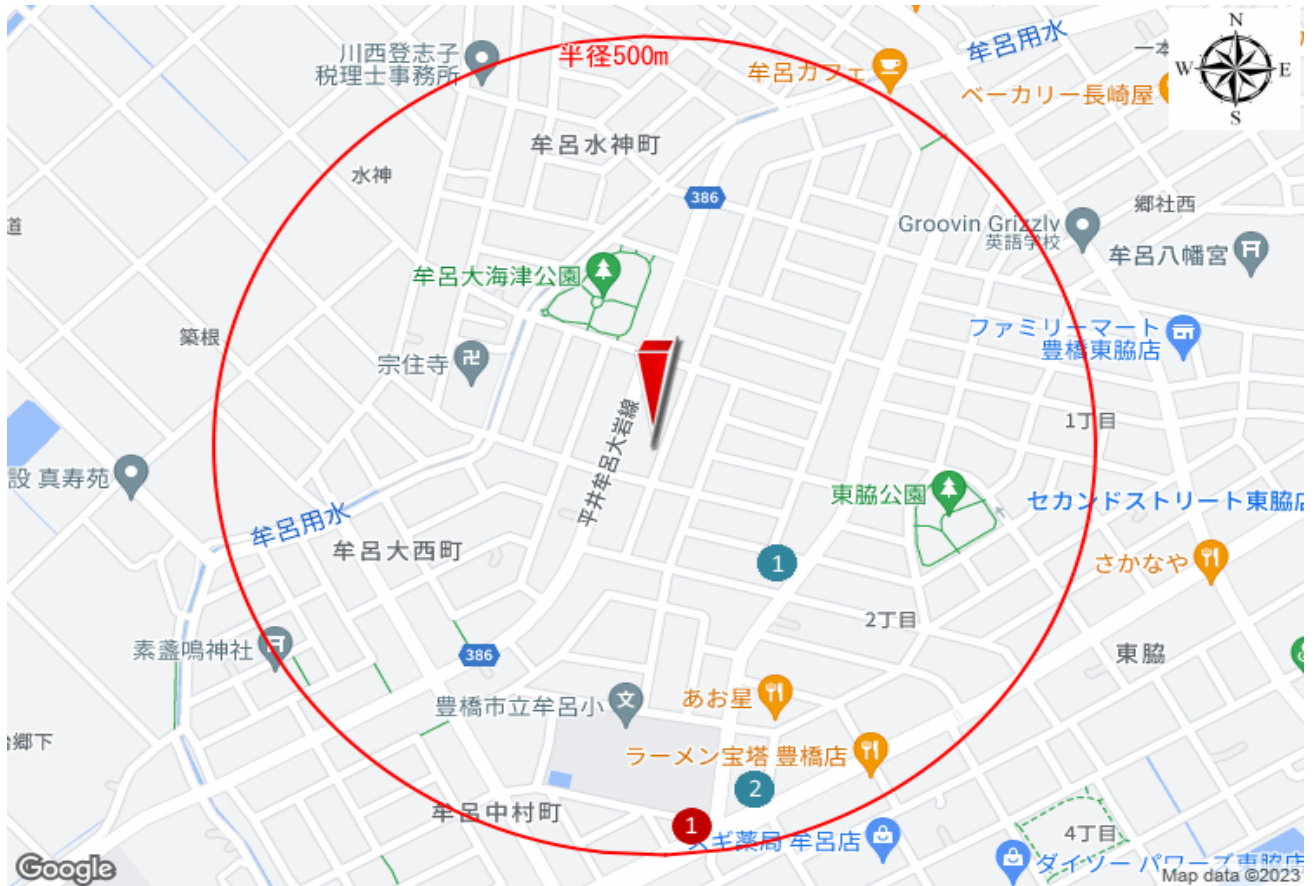 川西登志子
税理士事務所
半径500m
牟呂カフェ
牟呂用水
一本
N
W
E
S
ベーカリー長崎屋
牟呂水神町
水神
386
郷社西
道
Groovin Grizzly
英語学校
牟呂八幡宮
牟呂大海津公園
築根
宗住寺
ファミリーマート
豊橋東脇店
平井牟呂大岩線
1丁目
設 真寿苑
東脇公園
セカンドストリート東脇店
牟呂用水
牟呂大西町
1
さかなや
2丁目
素盞鳴神社
386
東脇
豊橋市立牟呂小
文
あお星
郷下
ラーメン宝塔 豊橋店
2
牟呂中村町
1
スギ薬局 牟呂店
4丁目
ダイソー パワーズ東脇店
Google
Map data ©2023